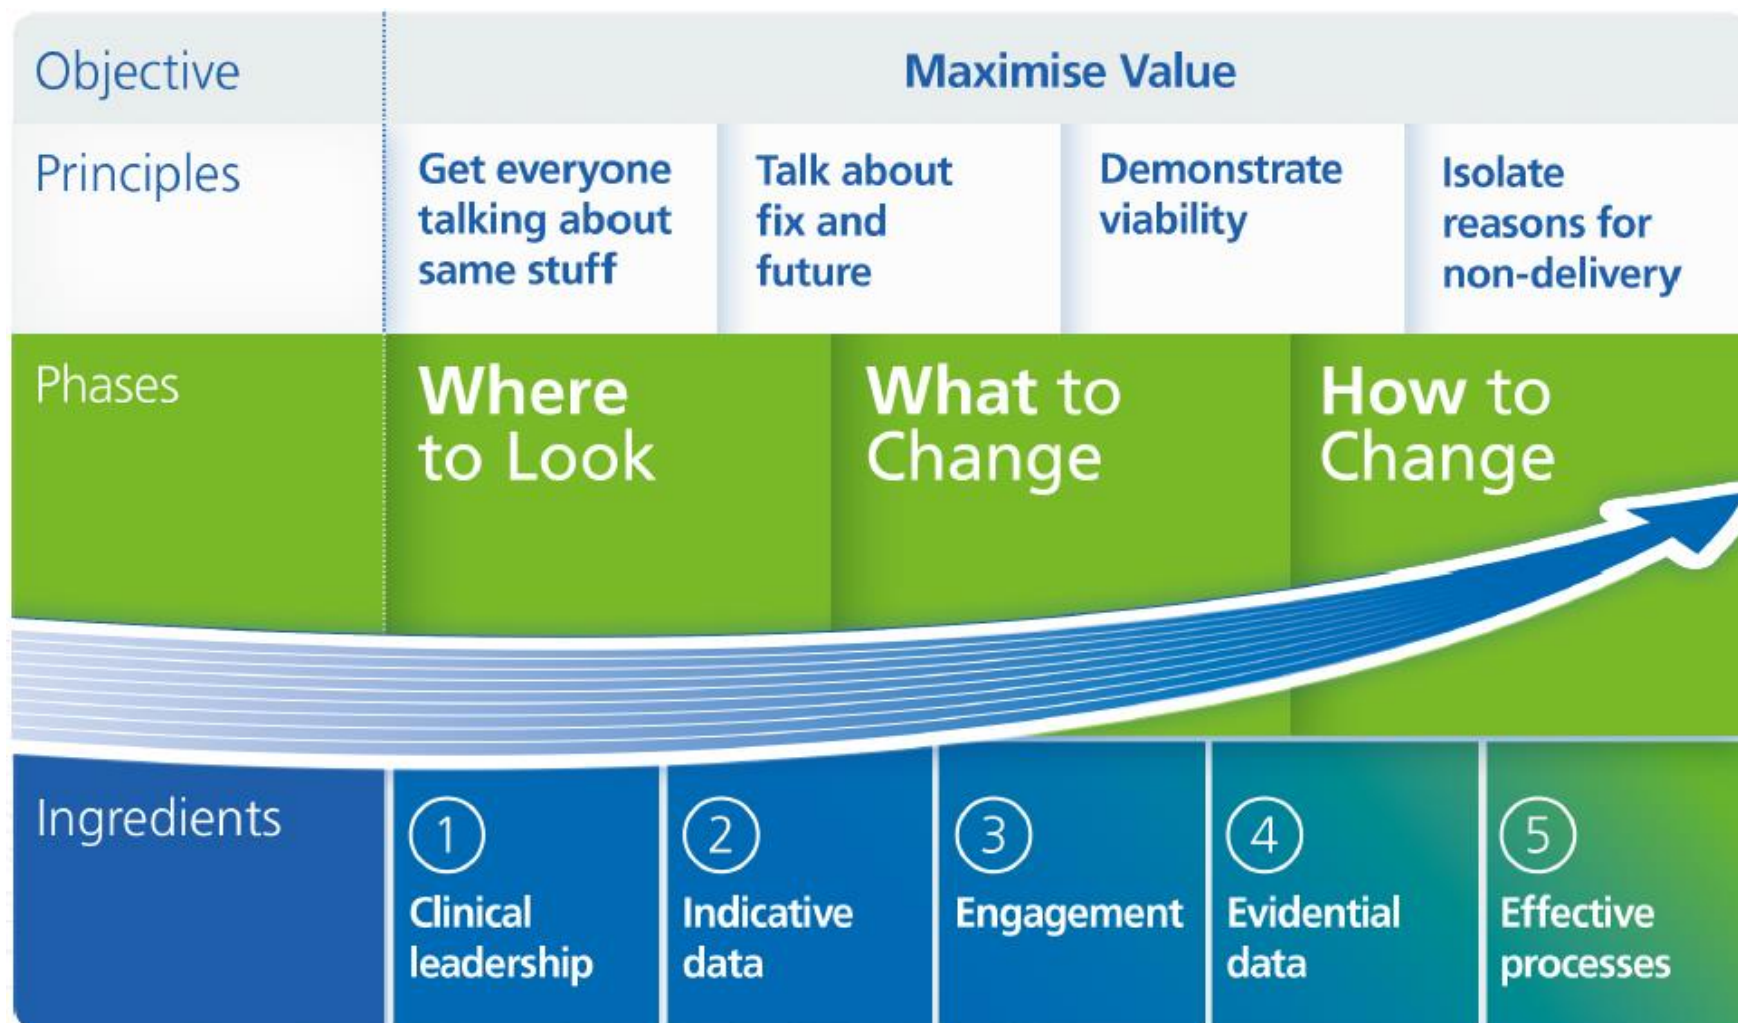 Objective
Maximise Value
Principles
Get everyone
talking about
same stuff
Talk about
fix and
future
Demonstrate
viability
Isolate
reasons for
non-delivery
Phases
Where
to Look
What to
Change
How to
Change
Ingredients
1
Clinical
leadership
2
Indicative
data
3
Engagement
4
Evidential
data
5
Effective
processes